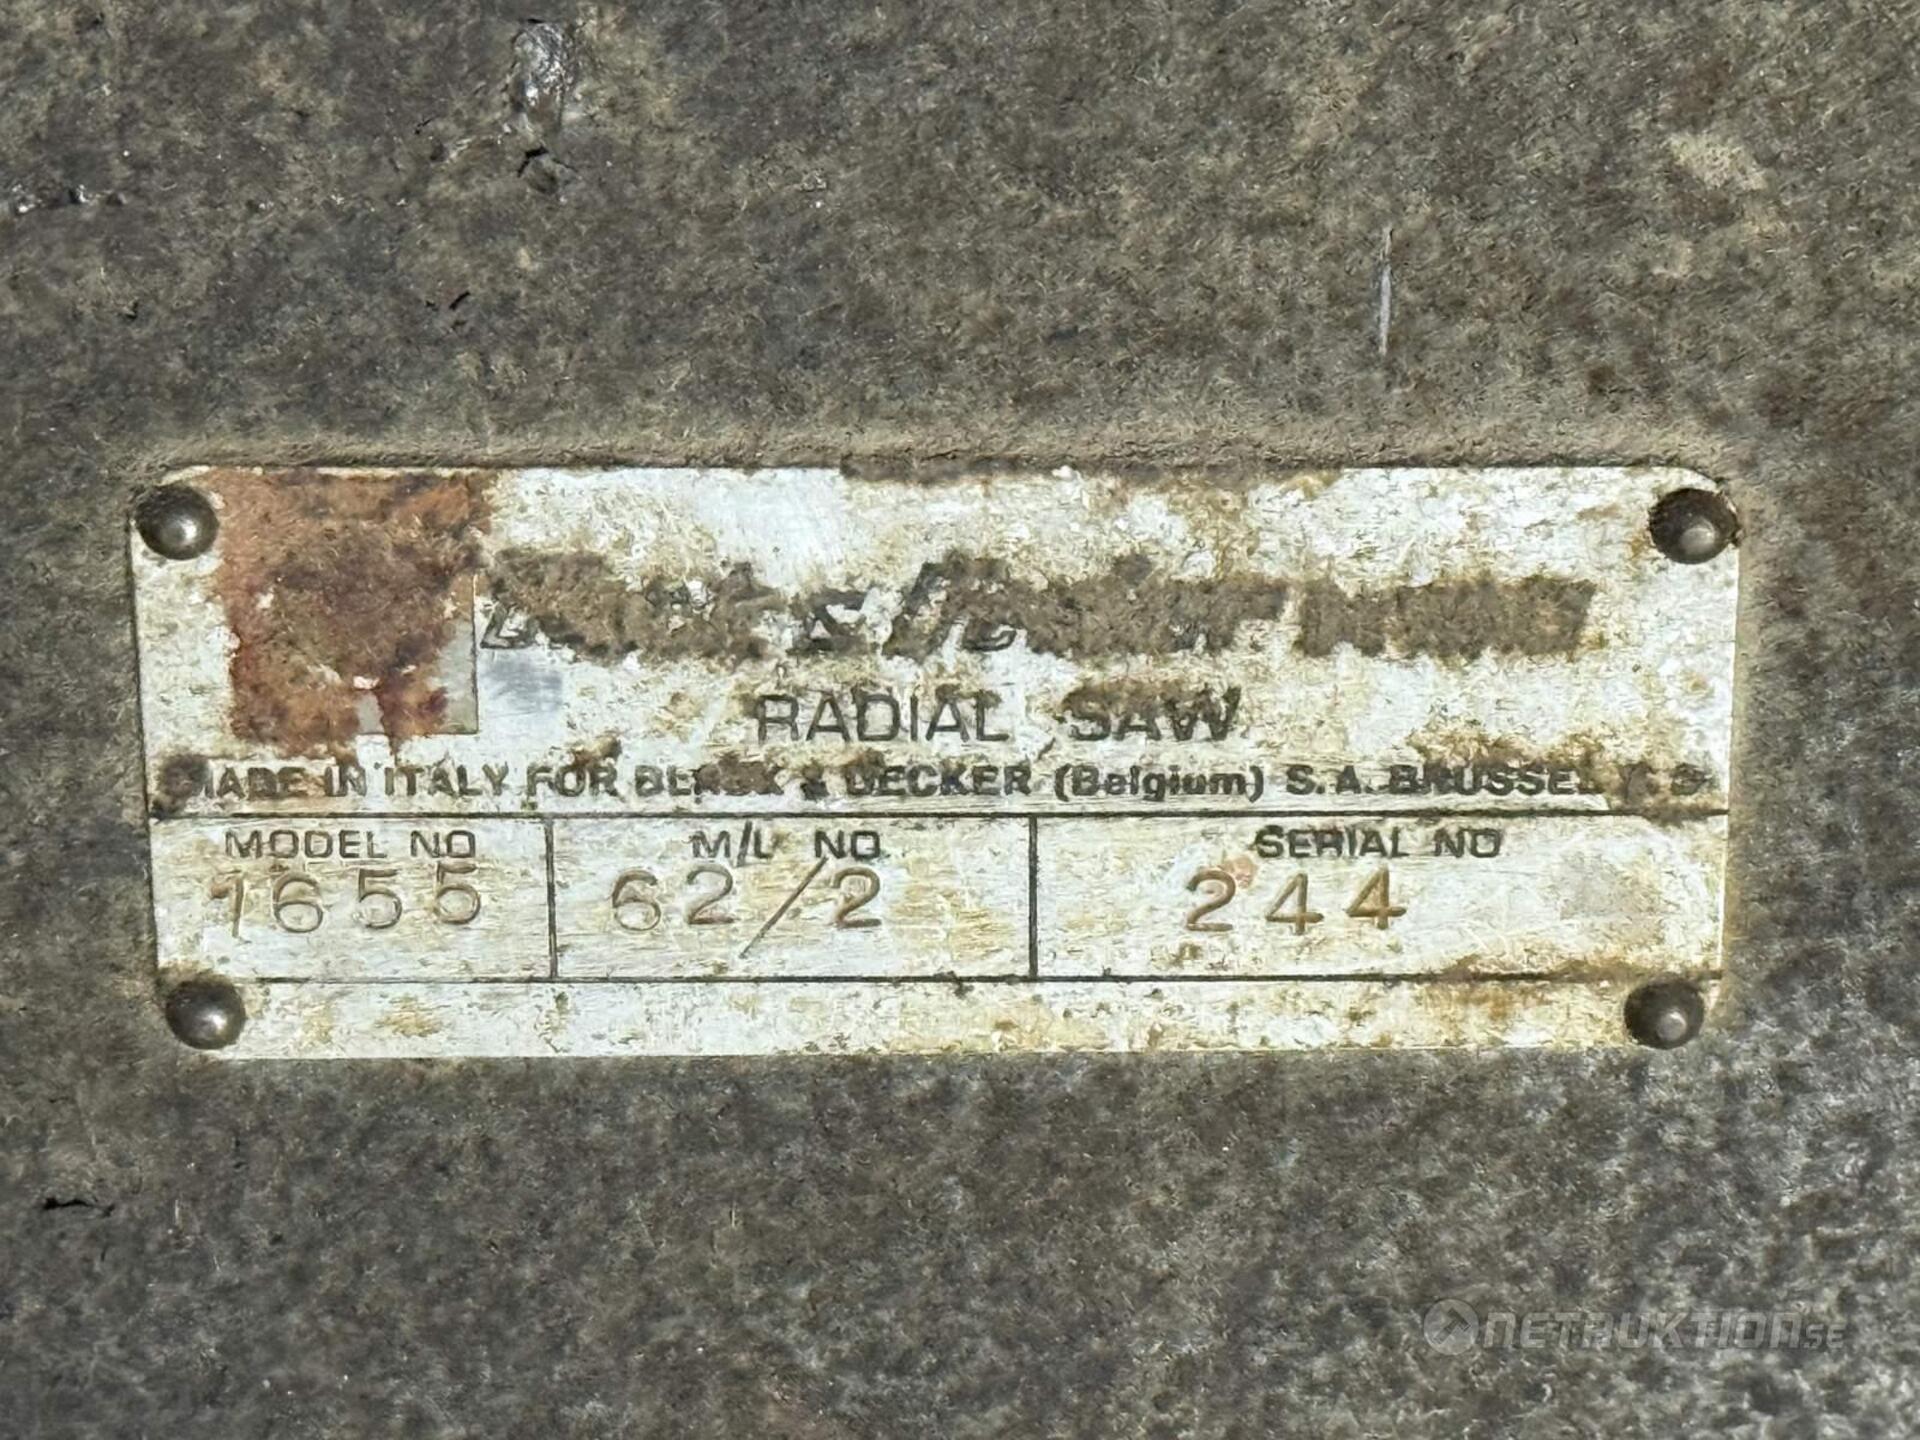 RADIAL SAW
MADE IN ITALY FOR BLACK & DECKER (Belgium) S.A. BRUSSEL
MODEL NO M/L NO SERIAL NO
1655 62/2 244
NETRUKTION.SE